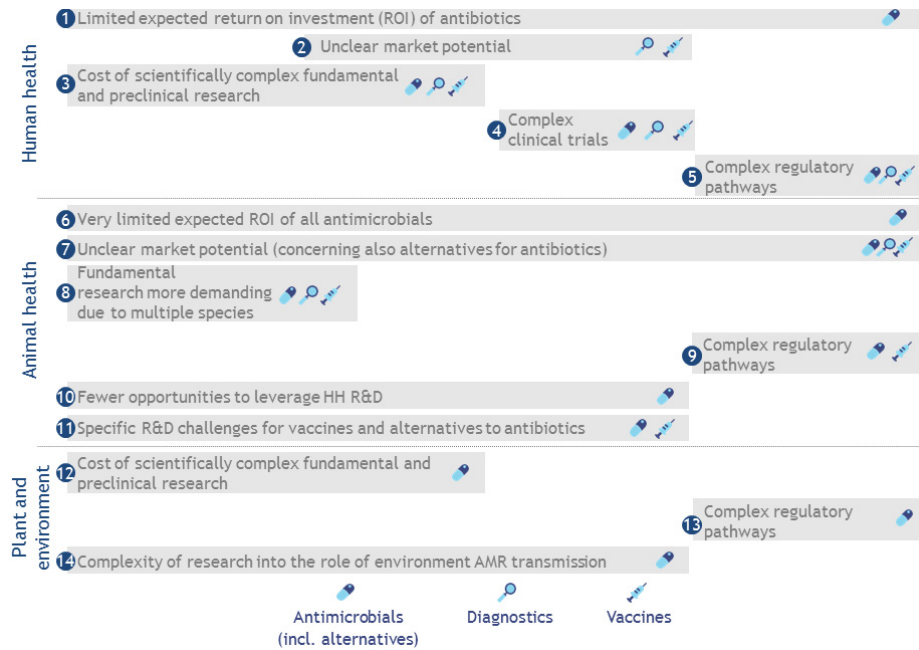 Human health
1 Limited expected return on investment (ROI) of antibiotics
2 Unclear market potential
3 Cost of scientifically complex fundamental
and preclinical research
4 Complex
clinical trials
5 Complex regulatory
pathways
Animal health
6 Very limited expected ROI of all antimicrobials
7 Unclear market potential (concerning also alternatives for antibiotics)
8 Fundamental
research more demanding
due to multiple species
9 Complex regulatory
pathways
10 Fewer opportunities to leverage HH R&D
11 Specific R&D challenges for vaccines and alternatives to antibiotics
Plant and
environment
12 Cost of scientifically complex fundamental and
preclinical research
13 Complex regulatory
pathways
14 Complexity of research into the role of environment AMR transmission
Antimicrobials
(incl. alternatives)
Diagnostics
Vaccines